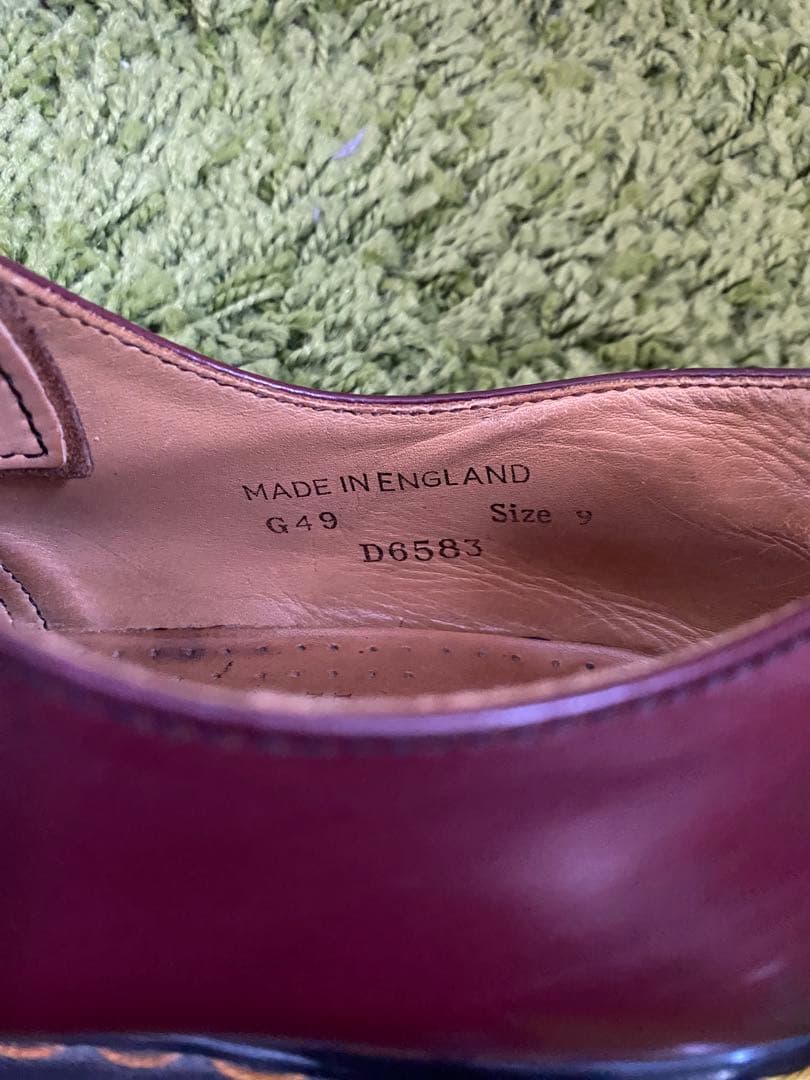 MADE IN ENGLAND
G49 Size 9
D6583